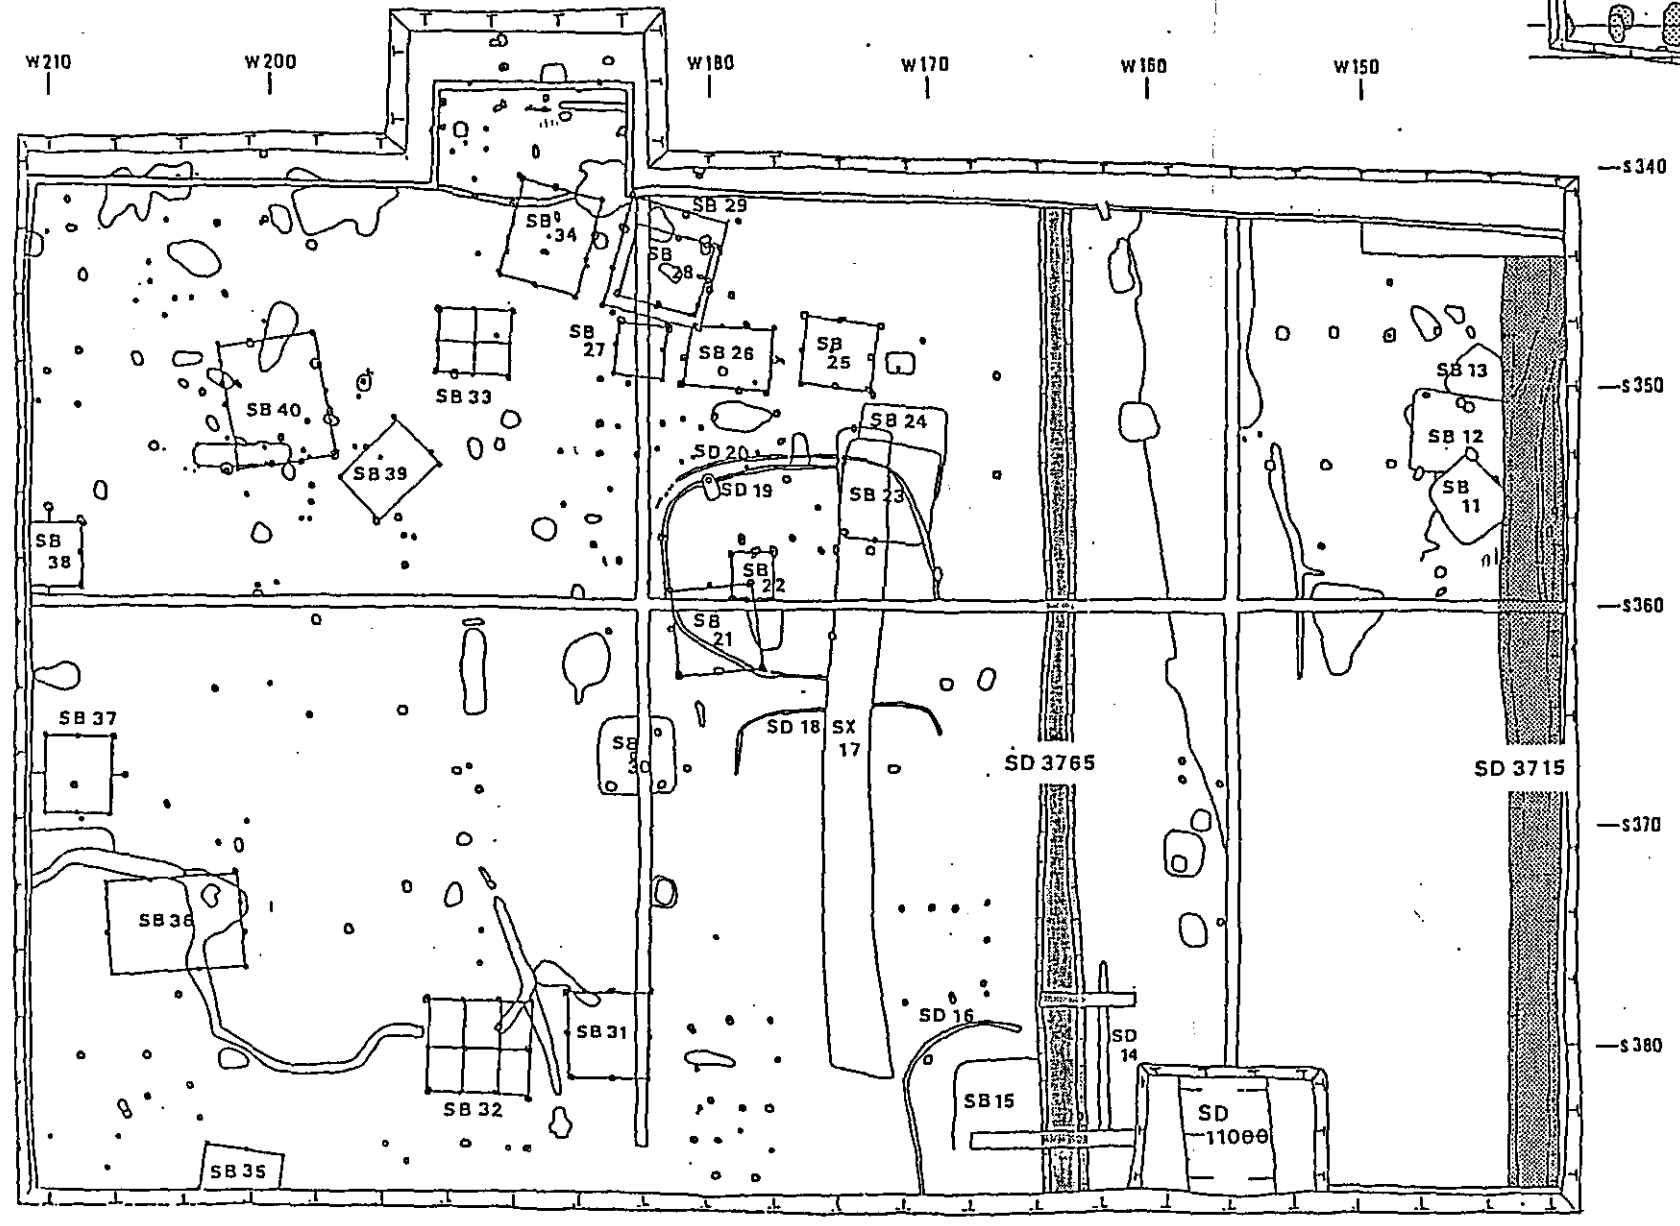 W210
W200
W180
W170
W160
W150
S340
SB 29
SB
34
SB
28
SB
27
SB 26
SB
25
SB 33
SB 13
S350
SB 40
SB 24
SB 12
SD 20
SB 39
SD 19
SB 23
SB
11
SB
38
SB
22
S360
SB
21
SB 37
SD 18
SX
17
SB
30
SD 3765
SD 3715
S370
SB 36
SD 16
SB 31
SD
14
S380
SB 32
SB 15
SD
11000
SB 35